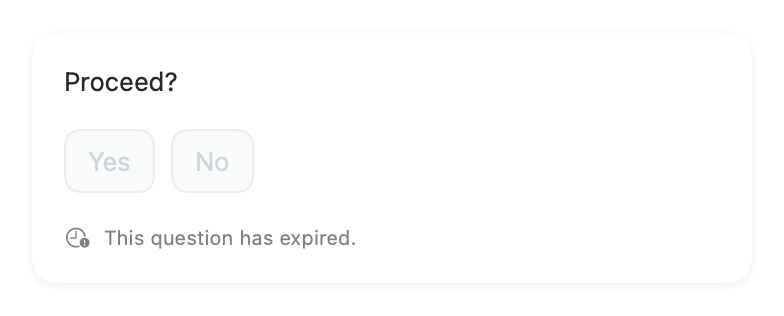 Proceed?
Yes No
This question has expired.